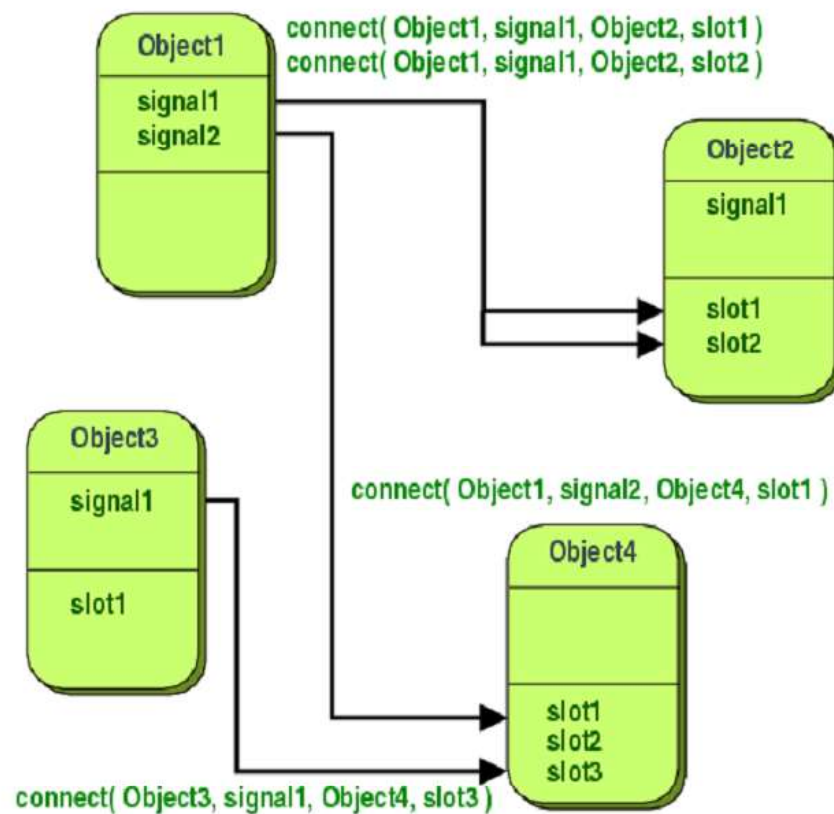 Object1
signal1
signal2
connect( Object1, signal1, Object2, slot1 )
connect( Object1, signal1, Object2, slot2 )
Object2
signal1
slot1
slot2
Object3
signal1
slot1
connect( Object1, signal2, Object4, slot1 )
Object4
slot1
slot2
slot3
connect( Object3, signal1, Object4, slot3 )